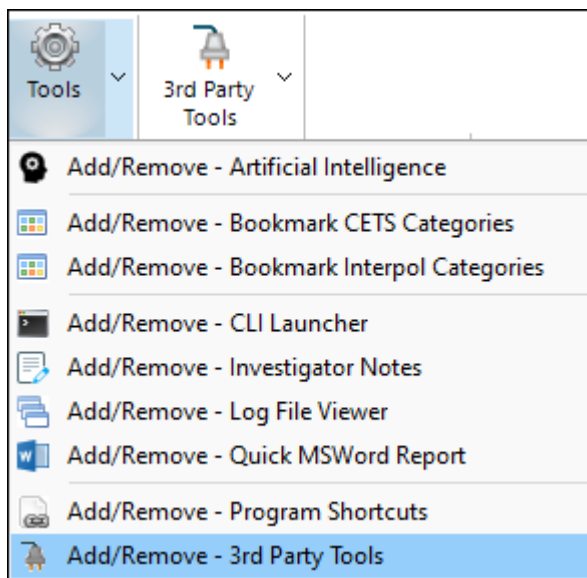 Tools
3rd Party
Tools
Add/Remove - Artificial Intelligence
Add/Remove - Bookmark CETS Categories
Add/Remove - Bookmark Interpol Categories
Add/Remove - CLI Launcher
Add/Remove - Investigator Notes
Add/Remove - Log File Viewer
Add/Remove - Quick MSWord Report
Add/Remove - Program Shortcuts
Add/Remove - 3rd Party Tools